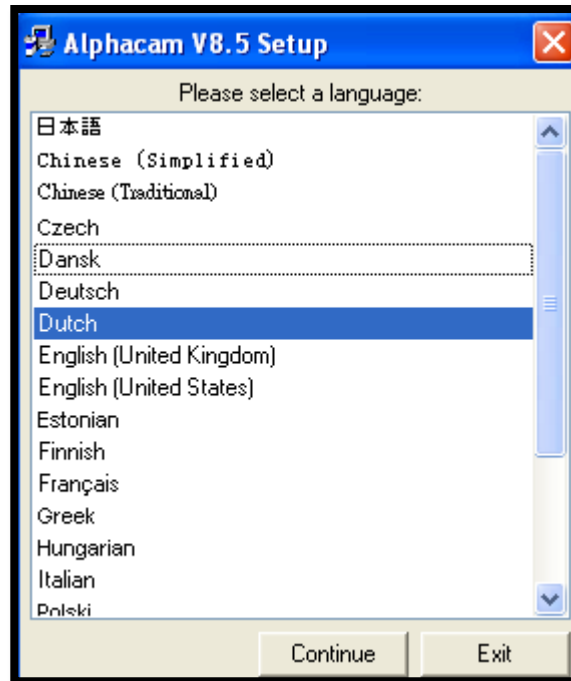 Alphacam V8.5 Setup
Please select a language:
日本語
Chinese (Simplified)
Chinese (Traditional)
Czech
Dansk
Deutsch
Dutch
English (United Kingdom)
English (United States)
Estonian
Finnish
Français
Greek
Hungarian
Italian
Polski
Continue Exit